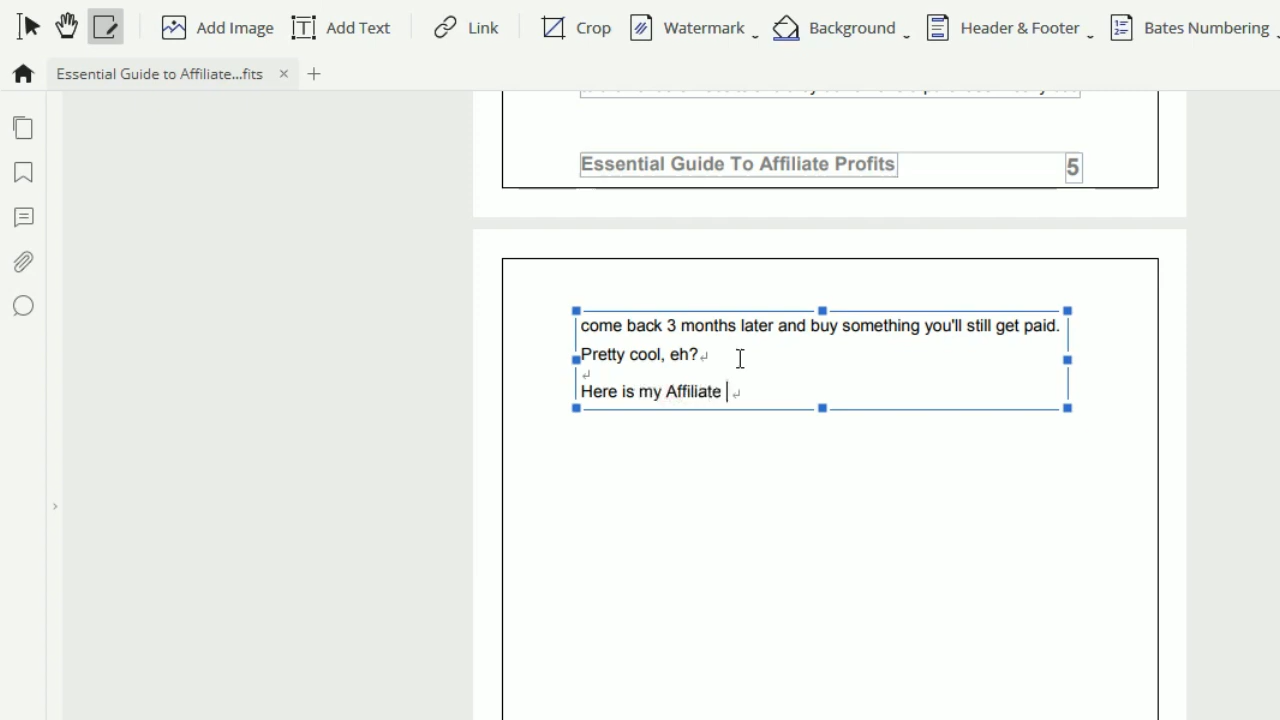 Add Image
Add Text
Link
Crop
Watermark
Background
Header & Footer
Bates Numbering
Essential Guide to Affiliate...fits
Essential Guide To Affiliate Profits
5
come back 3 months later and buy something you'll still get paid.
Pretty cool, eh?
Here is my Affiliate